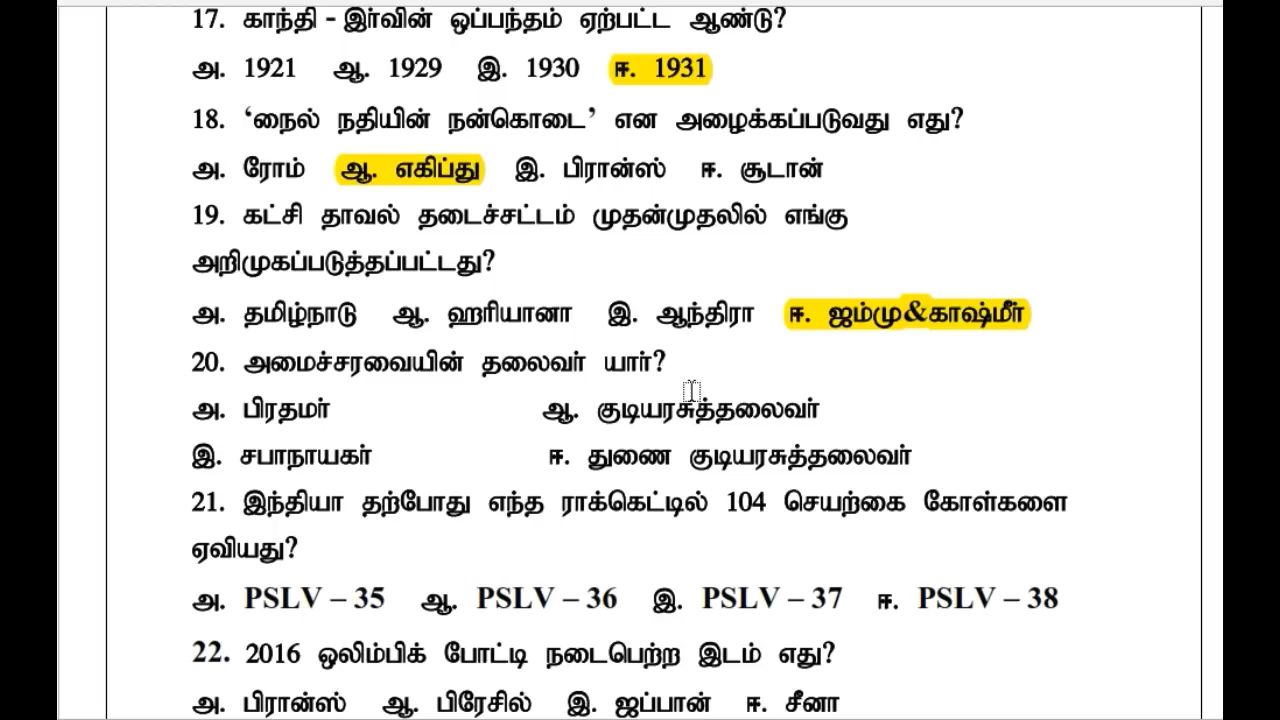 17. காந்தி - இர்வின் ஒப்பந்தம் ஏற்பட்ட ஆண்டு?
அ. 1921 ஆ. 1929 இ. 1930 ஈ. 1931
18. ‘நைல் நதியின் நன்கொடை’ என அழைக்கப்படுவது எது?
அ. ரோம் ஆ. எகிப்து இ. பிரான்ஸ் ஈ. சூடான்
19. கட்சி தாவல் தடைச்சட்டம் முதன்முதலில் எங்கு
அறிமுகப்படுத்தப்பட்டது?
அ. தமிழ்நாடு ஆ. ஹரியானா இ. ஆந்திரா ஈ. ஜம்மு&காஷ்மீர்
20. அமைச்சரவையின் தலைவர் யார்?
அ. பிரதமர் ஆ. குடியரசுத்தலைவர்
இ. சபாநாயகர் ஈ. துணை குடியரசுத்தலைவர்
21. இந்தியா தற்போது எந்த ராக்கெட்டில் 104 செயற்கை கோள்களை
ஏவியது?
அ. PSLV – 35 ஆ. PSLV – 36 இ. PSLV – 37 ஈ. PSLV – 38
22. 2016 ஒலிம்பிக் போட்டி நடைபெற்ற இடம் எது?
அ. பிரான்ஸ் ஆ. பிரேசில் இ. ஜப்பான் ஈ. சீனா